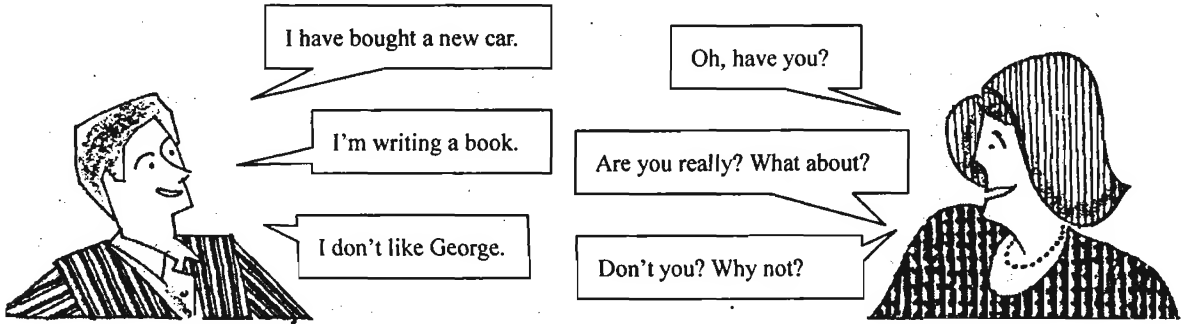 I have bought a new car.
Oh, have you?
I'm writing a book.
Are you really? What about?
I don't like George.
Don't you? Why not?